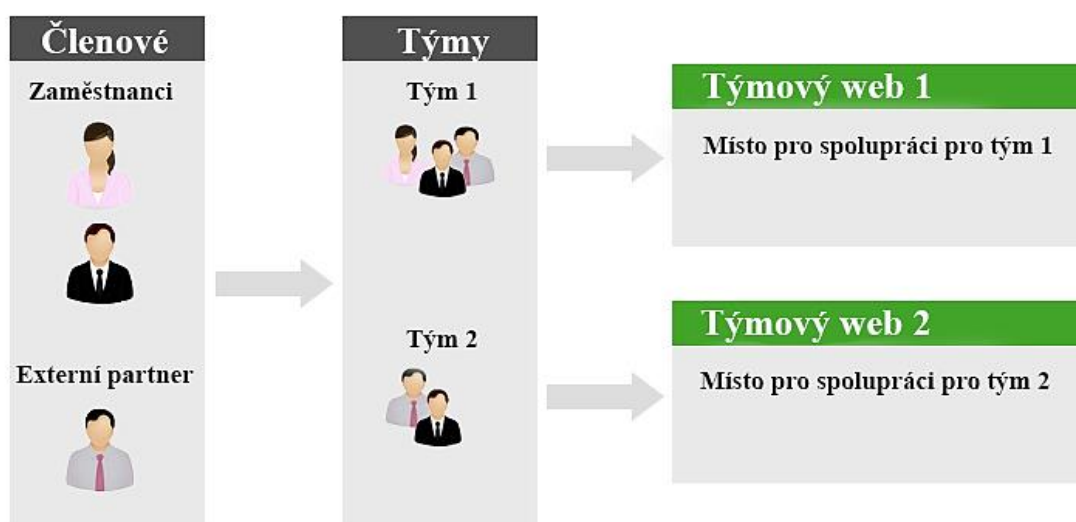 Členové
Zaměstnanci
Externí partner
Týmy
Tým 1
Tým 2
Týmový web 1
Místo pro spolupráci pro tým 1
Týmový web 2
Místo pro spolupráci pro tým 2